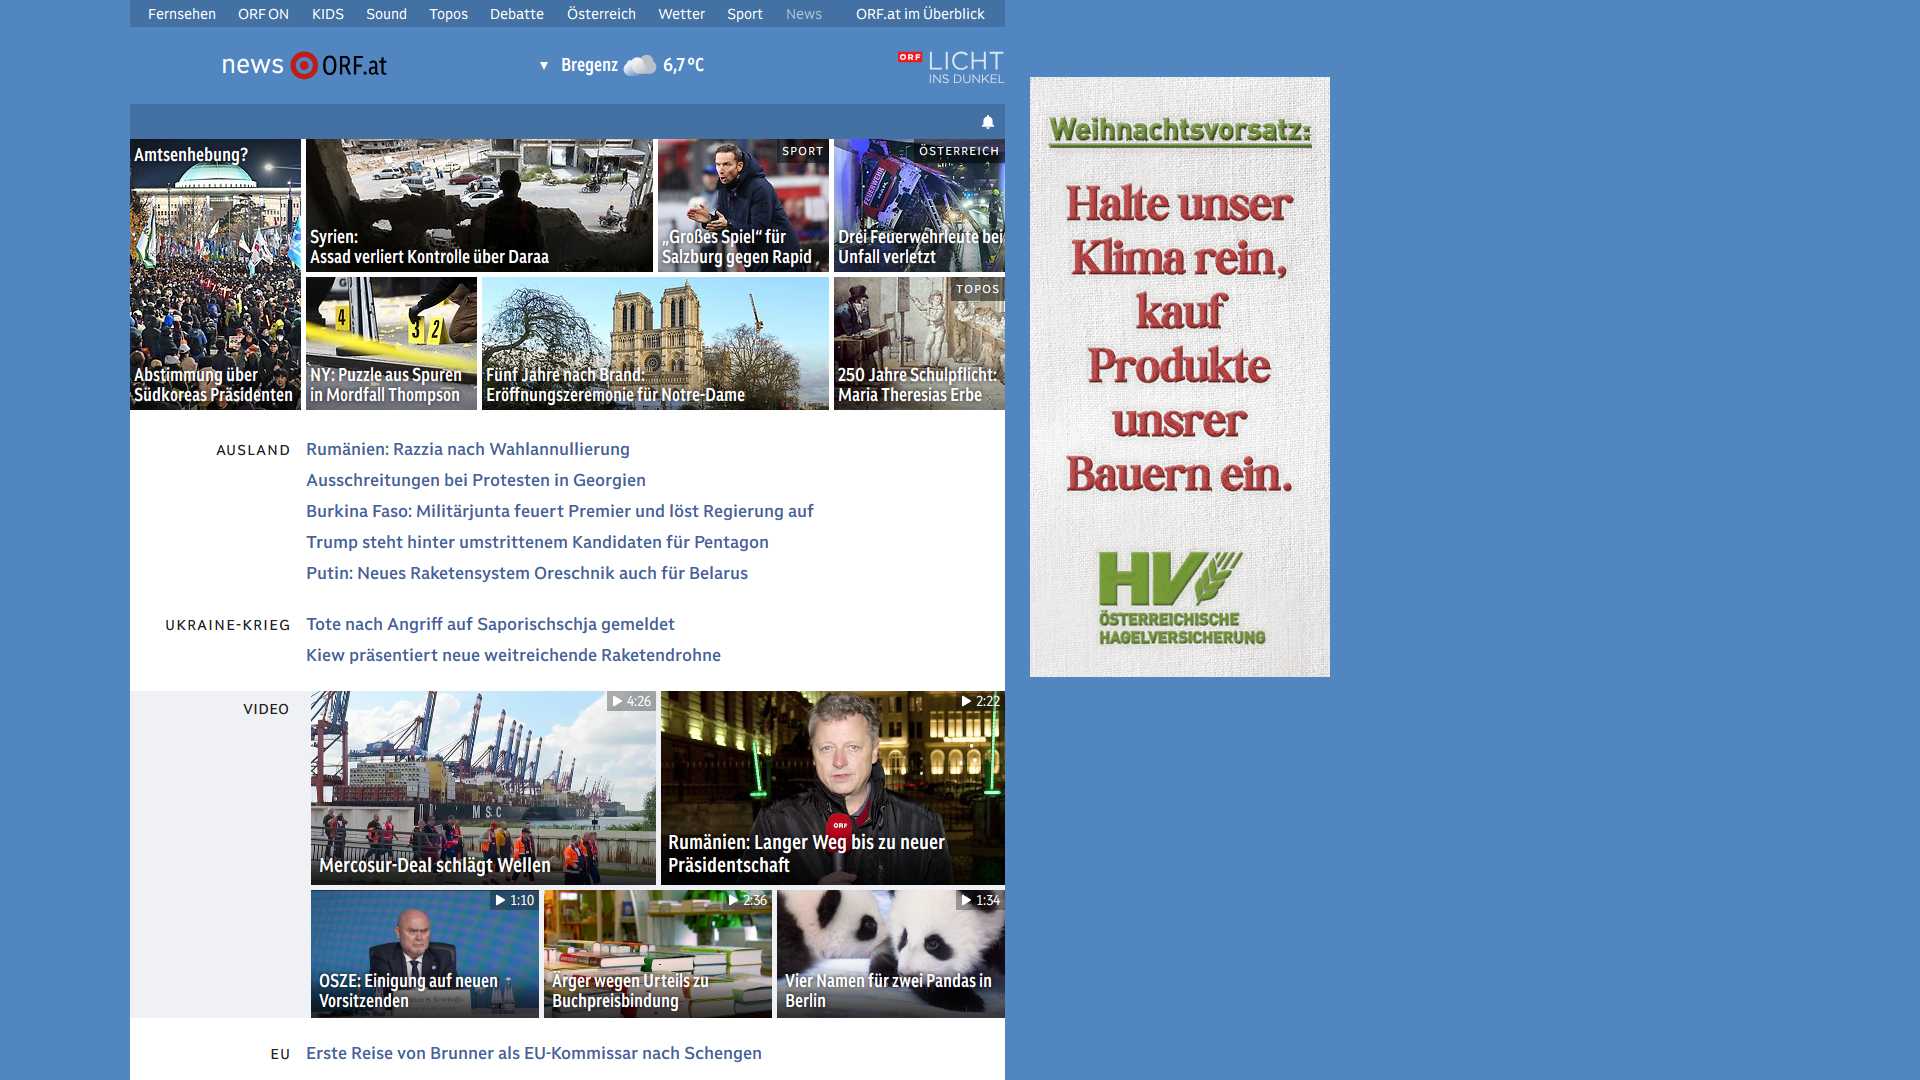 Fernsehen ORF ON KIDS Sound Topos Debatte Österreich Wetter Sport News ORF.at im Überblick
news ORF.at
Bregenz 6,7 °C
ORF LICHT
INS DUNKEL
Amtsenhebung?
Abstimmung über
Südkoreas Präsidenten
Syrien:
Assad verliert Kontrolle über Daraa
SPORT
„Großes Spiel“ für
Salzburg gegen Rapid
ÖSTERREICH
Drei Feuerwehrleute bei
Unfall verletzt
4 3 2
NY: Puzzle aus Spuren
in Mordfall Thompson
Fünf Jahre nach Brand:
Eröffnungszeremonie für Notre-Dame
TOPOS
250 Jahre Schulpflicht:
Maria Theresias Erbe
AUSLAND
Rumänien: Razzia nach Wahlannullierung
Ausschreitungen bei Protesten in Georgien
Burkina Faso: Militärjunta feuert Premier und löst Regierung auf
Trump steht hinter umstrittenem Kandidaten für Pentagon
Putin: Neues Raketensystem Oreschnik auch für Belarus
UKRAINE-KRIEG
Tote nach Angriff auf Saporischschja gemeldet
Kiew präsentiert neue weitreichende Raketendrohne
VIDEO
4:26
MSC
Mercosur-Deal schlägt Wellen
2:22
ORF
Rumänien: Langer Weg bis zu neuer
Präsidentschaft
1:10
OSZE: Einigung auf neuen
Vorsitzenden
2:36
Ärger wegen Urteils zu
Buchpreisbindung
1:34
Vier Namen für zwei Pandas in
Berlin
EU
Erste Reise von Brunner als EU-Kommissar nach Schengen
Weihnachtsvorsatz:
Halte unser
Klima rein,
kauf
Produkte
unsrer
Bauern ein.
HV
ÖSTERREICHISCHE
HAGELVERSICHERUNG